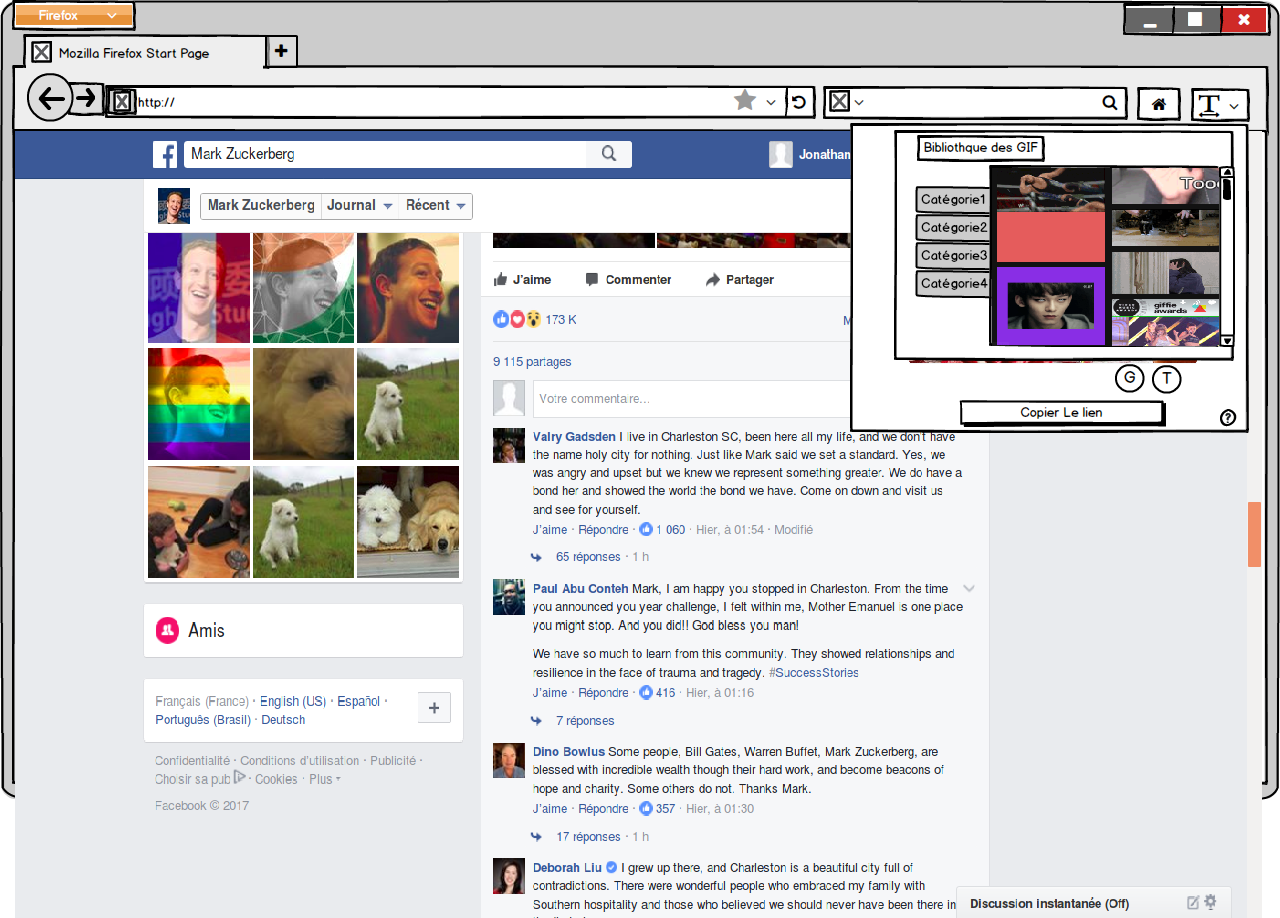 Firefox
Mozilla Firefox Start Page
http://
Mark Zuckerberg
Jonathan
Mark Zuckerberg Journal Récent
Bibliothque des GIF
Catégorie1
Catégorie2
Catégorie3
Catégorie4
Tooo
giffie
awards
G T
Copier Le lien
?
J'aime Commenter Partager
173 K
M
9 115 partages
Votre commentaire...
Valry Gadsden I live in Charleston SC, been here all my life, and we don't have
the name holy city for nothing. Just like Mark said we set a standard. Yes, we
was angry and upset but we knew we represent something greater. We do have a
bond her and showed the world the bond we have. Come on down and visit us
and see for yourself.
J'aime · Répondre · 1 060 · Hier, à 01:54 · Modifié
65 réponses · 1 h
Paul Abu Conteh Mark, I am happy you stopped in Charleston. From the time
you announced you year challenge, I felt within me, Mother Emanuel is one place
you might stop. And you did!! God bless you man!
We have so much to learn from this community. They showed relationships and
resilience in the face of trauma and tragedy. #SuccessStories
J'aime · Répondre · 416 · Hier, à 01:16
7 réponses
Dino Bowlus Some people, Bill Gates, Warren Buffet, Mark Zuckerberg, are
blessed with incredible wealth though their hard work, and become beacons of
hope and charity. Some others do not. Thanks Mark.
J'aime · Répondre · 357 · Hier, à 01:30
17 réponses · 1 h
Deborah Liu I grew up there, and Charleston is a beautiful city full of
contradictions. There were wonderful people who embraced my family with
Southern hospitality and those who believed we should never have been there in
Amis
Français (France) · English (US) · Español ·
Português (Brasil) · Deutsch
Confidentialité · Conditions d'utilisation · Publicité ·
Choisir sa pub · Cookies · Plus
Facebook © 2017
Discussion instantanée (Off)